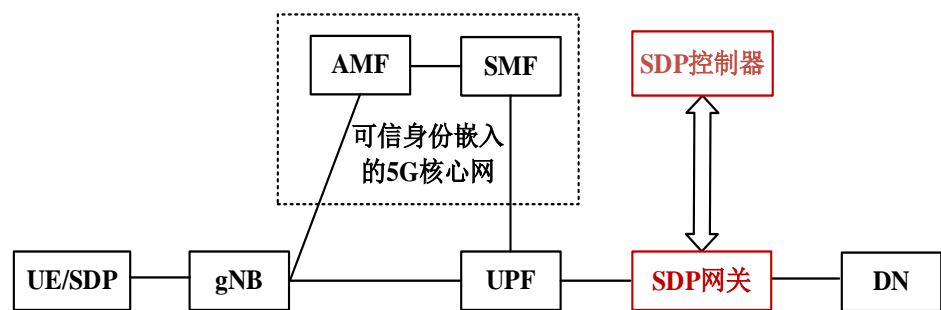 AMF
SMF
SDP控制器
可信身份嵌入
的5G核心网
UE/SDP
gNB
UPF
SDP网关
DN